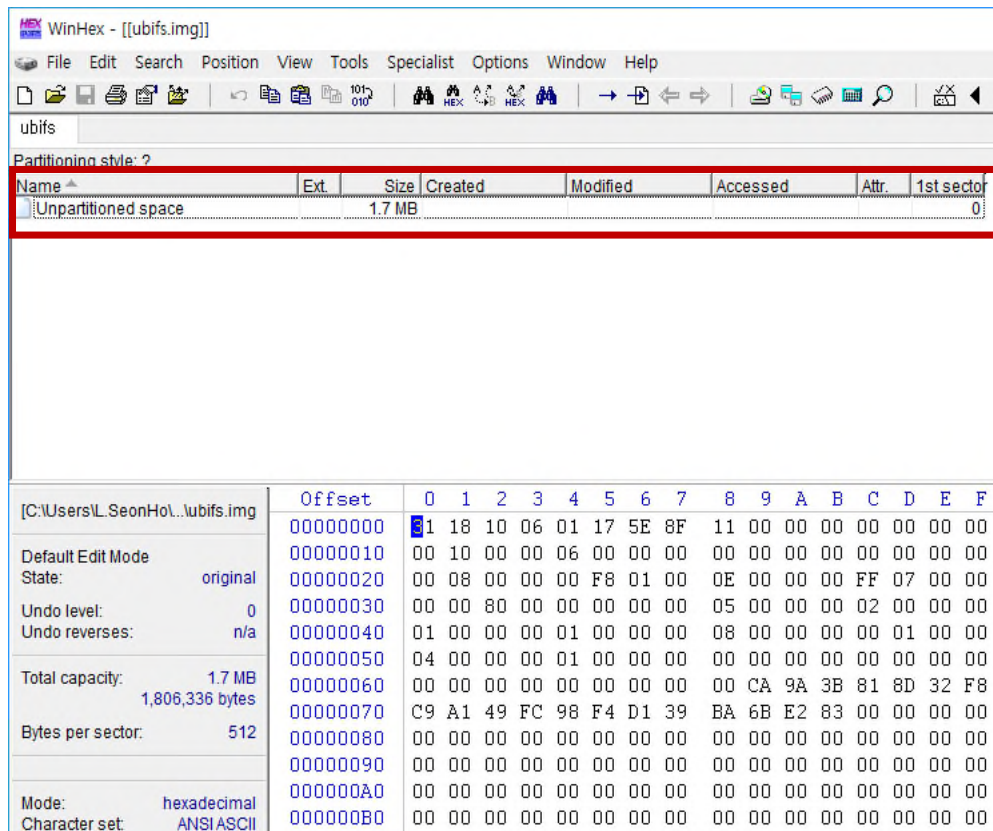 WinHex - [[ubifs.img]]
File Edit Search Position View Tools Specialist Options Window Help
ubifs
Partitioning style: ?
Name Ext. Size Created Modified Accessed Attr. 1st sector
Unpartitioned space 1.7 MB 0
[C:\Users\L.SeonHo\...\ubifs.img
Default Edit Mode
State: original
Undo level: 0
Undo reverses: n/a
Total capacity: 1.7 MB
1,806,336 bytes
Bytes per sector: 512
Mode: hexadecimal
Character set: ANSI ASCII
Offset 0 1 2 3 4 5 6 7 8 9 A B C D E F
00000000 31 18 10 06 01 17 5E 8F 11 00 00 00 00 00 00 00
00000010 00 10 00 00 06 00 00 00 00 00 00 00 00 00 00 00
00000020 00 08 00 00 00 F8 01 00 0E 00 00 00 FF 07 00 00
00000030 00 00 80 00 00 00 00 00 05 00 00 00 02 00 00 00
00000040 01 00 00 00 01 00 00 00 08 00 00 00 00 01 00 00
00000050 04 00 00 00 01 00 00 00 00 00 00 00 00 00 00 00
00000060 00 00 00 00 00 00 00 00 00 CA 9A 3B 81 8D 32 F8
00000070 C9 A1 49 FC 98 F4 D1 39 BA 6B E2 83 00 00 00 00
00000080 00 00 00 00 00 00 00 00 00 00 00 00 00 00 00 00
00000090 00 00 00 00 00 00 00 00 00 00 00 00 00 00 00 00
000000A0 00 00 00 00 00 00 00 00 00 00 00 00 00 00 00 00
000000B0 00 00 00 00 00 00 00 00 00 00 00 00 00 00 00 00